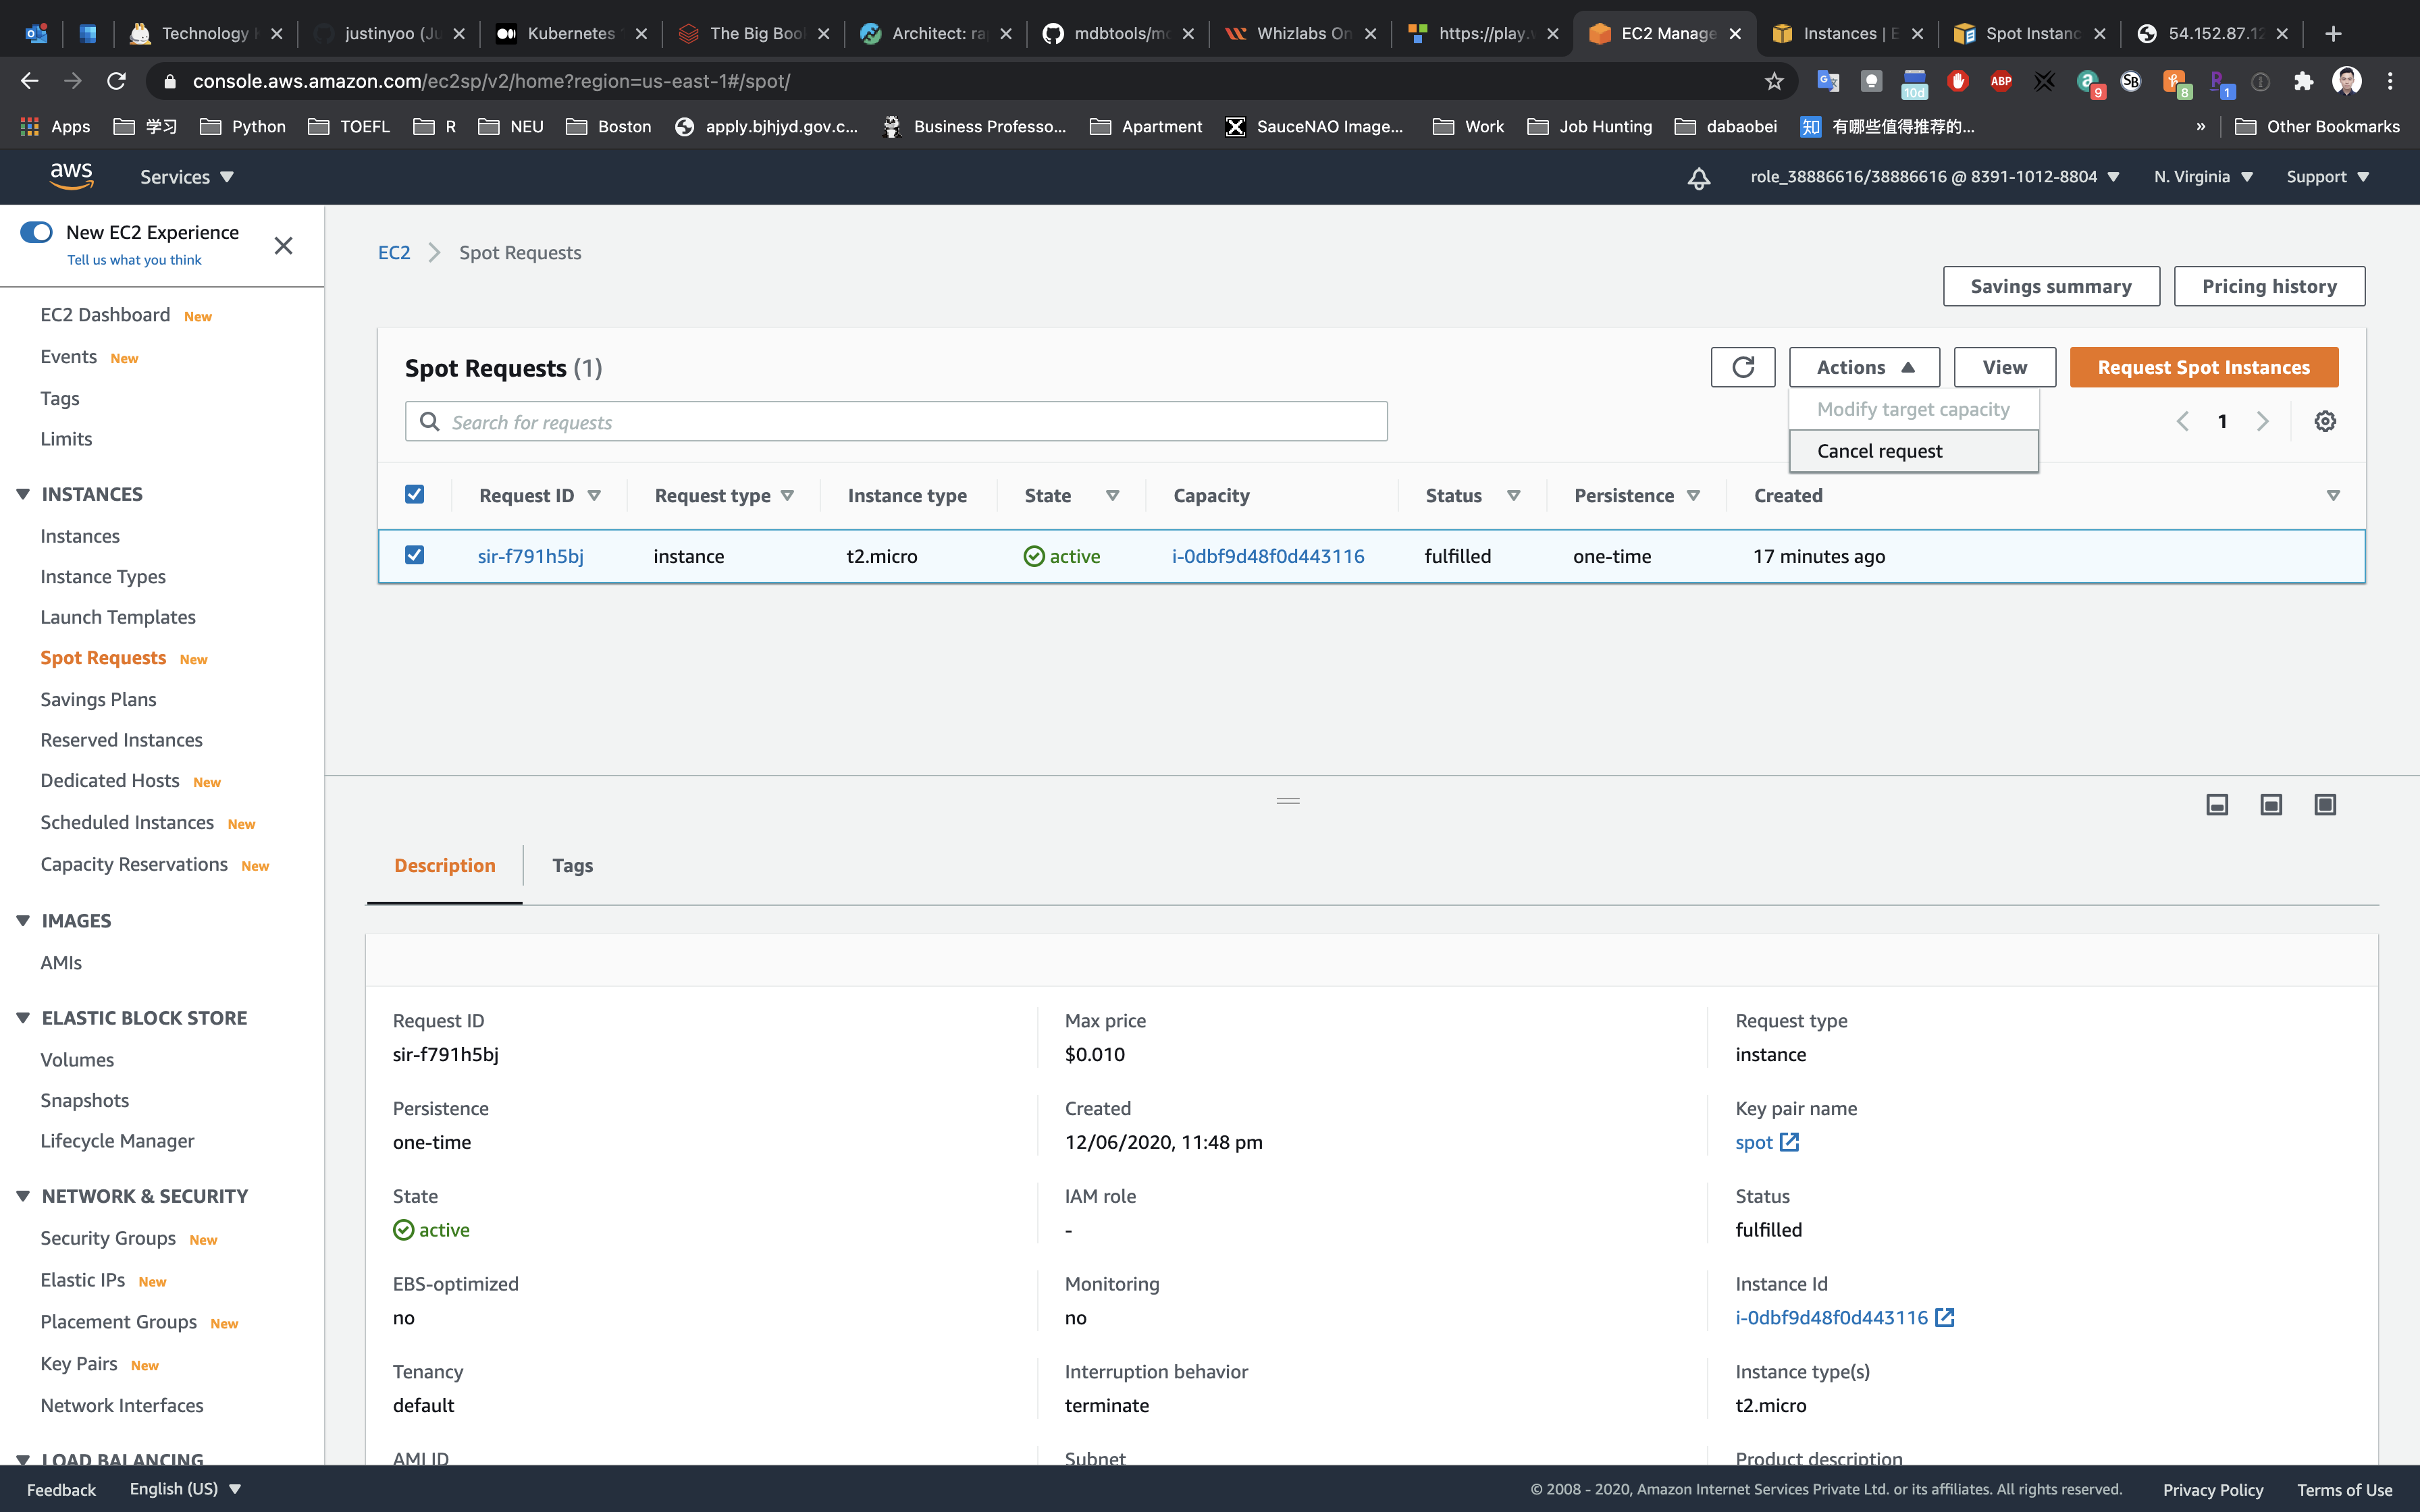 Technology
justinyoo (Ju
Kubernetes
The Big Boo
Architect: ra
mdbtools/m
Whizlabs On
https://play.
EC2 Manage
Instances | E
Spot Instanc
54.152.87.12
console.aws.amazon.com/ec2sp/v2/home?region=us-east-1#/spot/
10d
ABP
9
SB
8
1
Apps
学习
Python
TOEFL
R
NEU
Boston
apply.bjhjyd.gov.c...
Business Professo...
Apartment
SauceNAO Image...
Work
Job Hunting
dabaobei
知
有哪些值得推荐的...
»
Other Bookmarks
aws
Services
role_38886616/38886616 @ 8391-1012-8804
N. Virginia
Support
New EC2 Experience
Tell us what you think
EC2 Dashboard New
Events New
Tags
Limits
INSTANCES
Instances
Instance Types
Launch Templates
Spot Requests New
Savings Plans
Reserved Instances
Dedicated Hosts New
Scheduled Instances New
Capacity Reservations New
IMAGES
AMIs
ELASTIC BLOCK STORE
Volumes
Snapshots
Lifecycle Manager
NETWORK & SECURITY
Security Groups New
Elastic IPs New
Placement Groups New
Key Pairs New
Network Interfaces
LOAD BALANCING
EC2
Spot Requests
Savings summary
Pricing history
Spot Requests (1)
Actions
View
Request Spot Instances
Search for requests
Modify target capacity
Cancel request
1
Request ID
Request type
Instance type
State
Capacity
Status
Persistence
Created
sir-f791h5bj
instance
t2.micro
active
i-0dbf9d48f0d443116
fulfilled
one-time
17 minutes ago
Description
Tags
Request ID
sir-f791h5bj
Max price
$0.010
Request type
instance
Persistence
one-time
Created
12/06/2020, 11:48 pm
Key pair name
spot
State
active
IAM role
-
Status
fulfilled
EBS-optimized
no
Monitoring
no
Instance Id
i-0dbf9d48f0d443116
Tenancy
default
Interruption behavior
terminate
Instance type(s)
t2.micro
AMI ID
Subnet
Product description
Feedback
English (US)
© 2008 - 2020, Amazon Internet Services Private Ltd. or its affiliates. All rights reserved.
Privacy Policy
Terms of Use